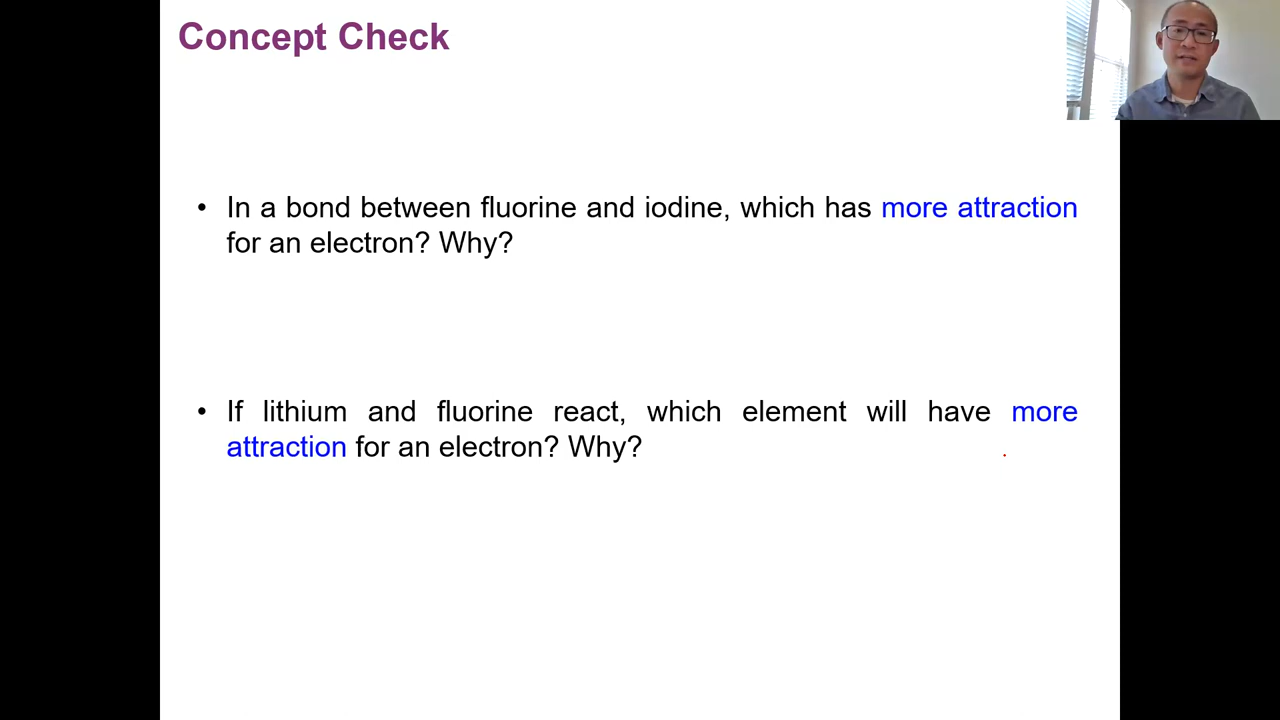 Concept Check
• In a bond between fluorine and iodine, which has more attraction
for an electron? Why?
• If lithium and fluorine react, which element will have more
attraction for an electron? Why?